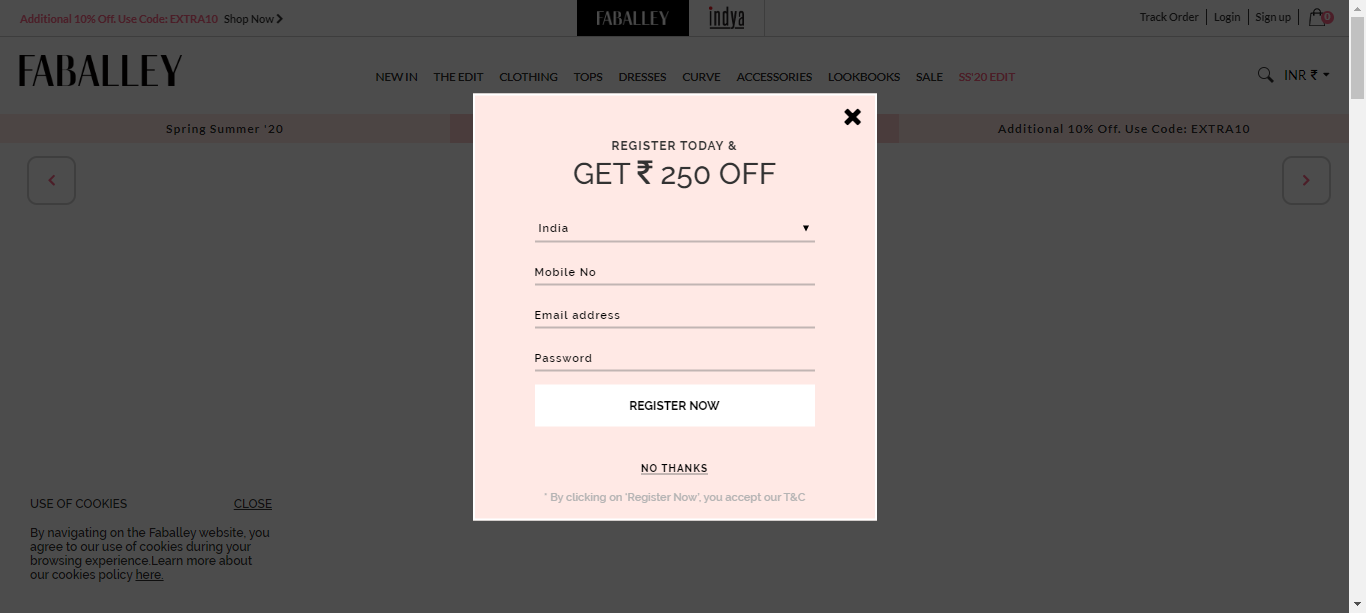 Additional 10% Off. Use Code: EXTRA10 Shop Now
FABALLEY
indya
Track Order
Login
Sign up
0
FABALLEY
NEW IN
THE EDIT
CLOTHING
TOPS
DRESSES
CURVE
ACCESSORIES
LOOKBOOKS
SALE
SS'20 EDIT
INR ₹
Spring Summer '20
Additional 10% Off. Use Code: EXTRA10
REGISTER TODAY &
GET ₹ 250 OFF
India
Mobile No
Email address
Password
REGISTER NOW
NO THANKS
* By clicking on 'Register Now', you accept our T&C
USE OF COOKIES
CLOSE
By navigating on the Faballey website, you
agree to our use of cookies during your
browsing experience.Learn more about
our cookies policy here.